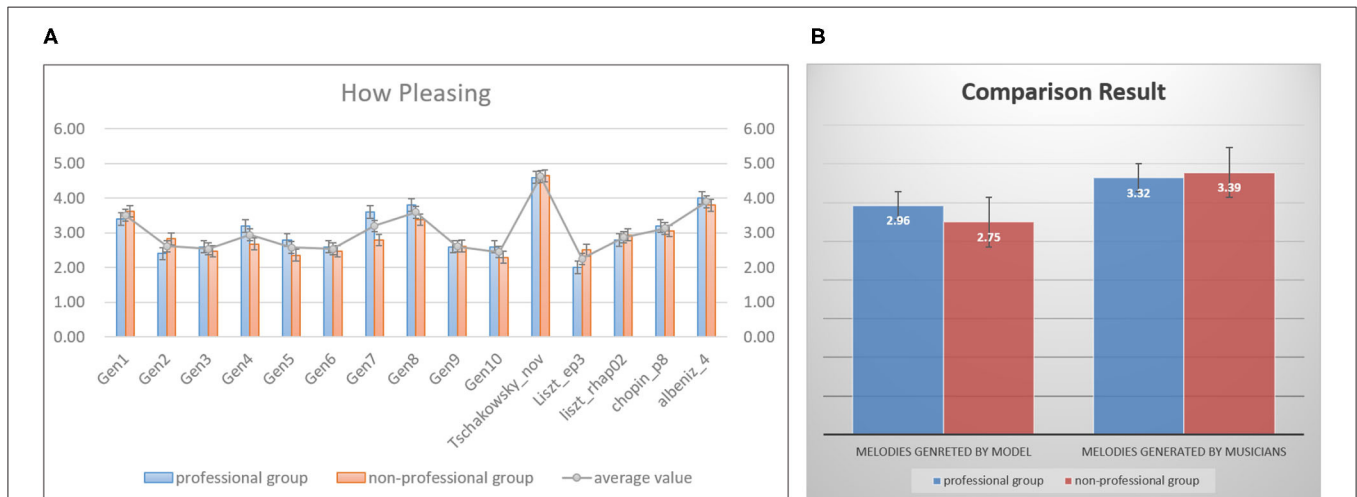 A
B
How Pleasing
6.00
5.00
4.00
3.00
2.00
1.00
0.00
6.00
5.00
4.00
3.00
2.00
1.00
0.00
Gen1
Gen2
Gen3
Gen4
Gen5
Gen6
Gen7
Gen8
Gen9
Gen10
Tschakowsky_nov
Liszt_ep3
liszt_rhap02
chopin_p8
albeniz_4
professional group non-professional group average value
Comparison Result
2.96
2.75
3.32
3.39
MELODIES GENRETED BY MODEL MELODIES GENERATED BY MUSICIANS
professional group non-professional group